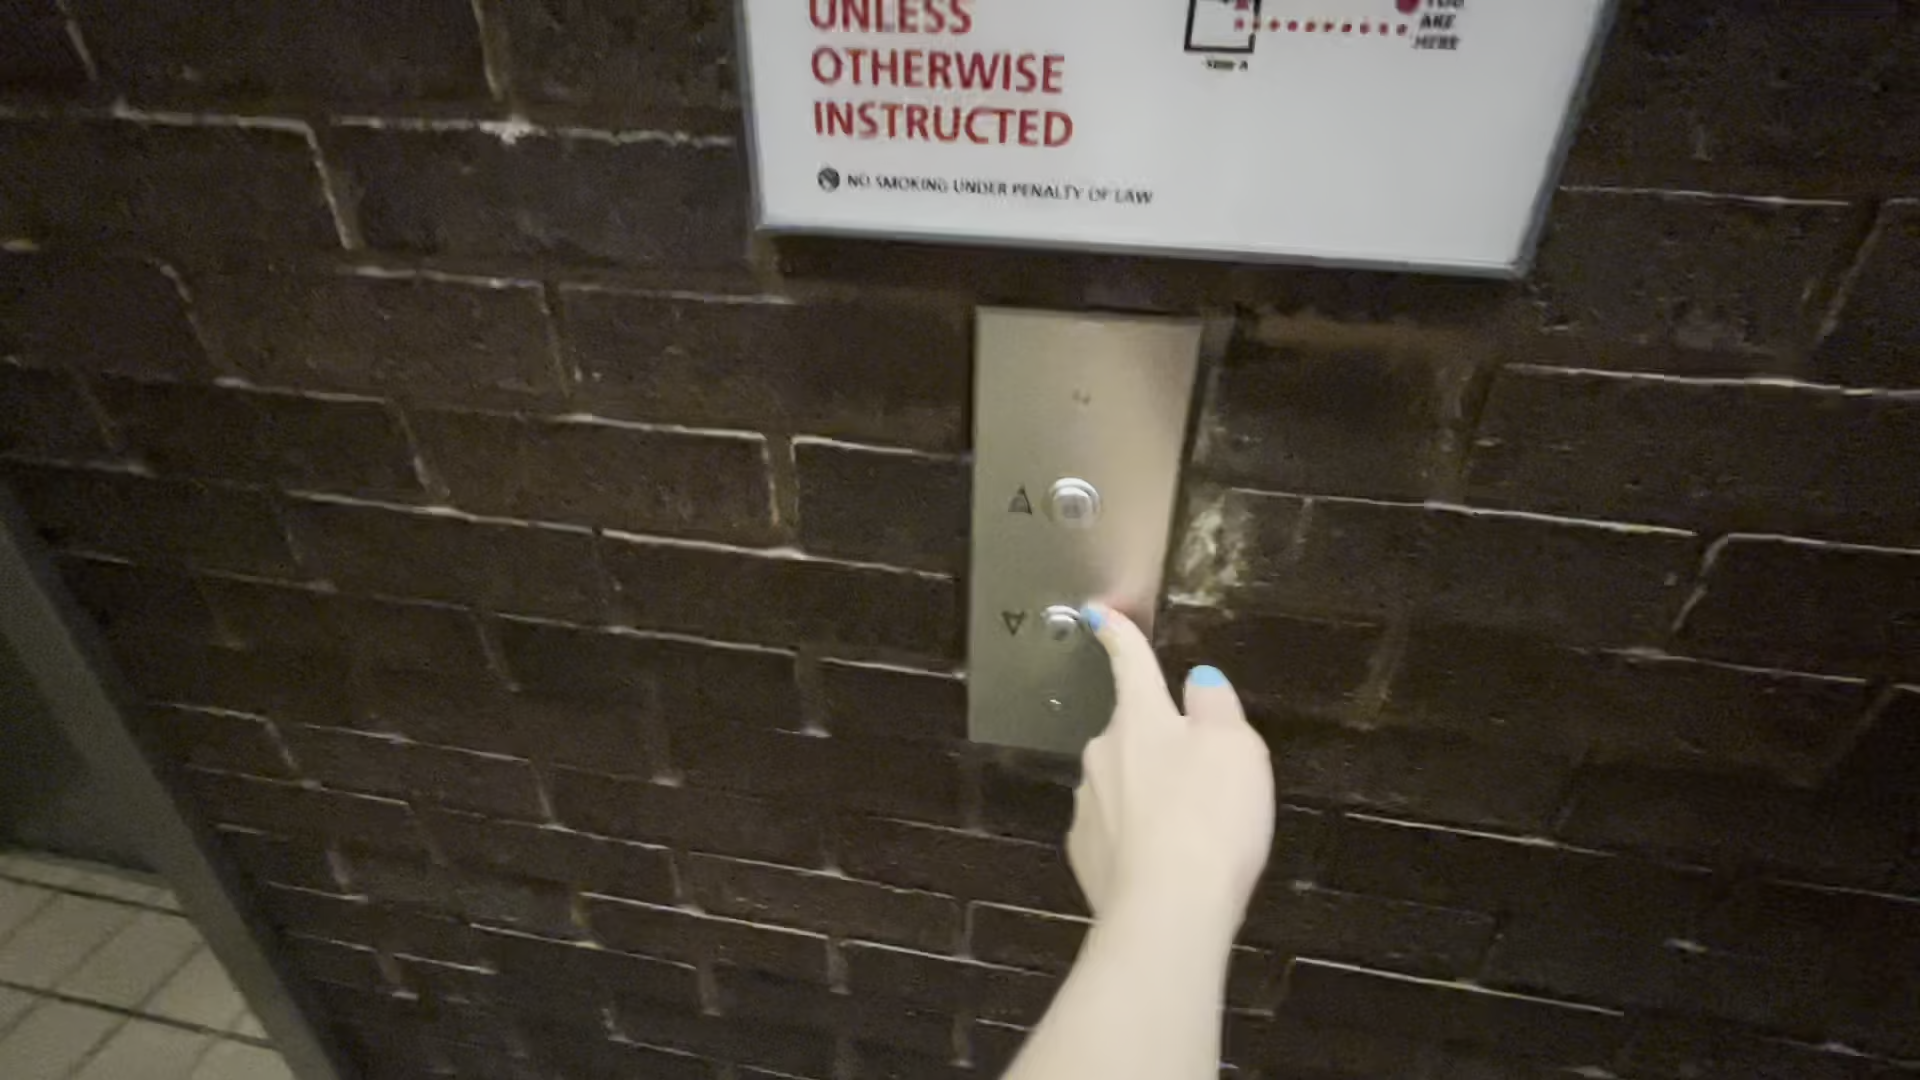 UNLESS
OTHERWISE
INSTRUCTED
NO SMOKING UNDER PENALTY OF LAW
YOU
ARE
HERE